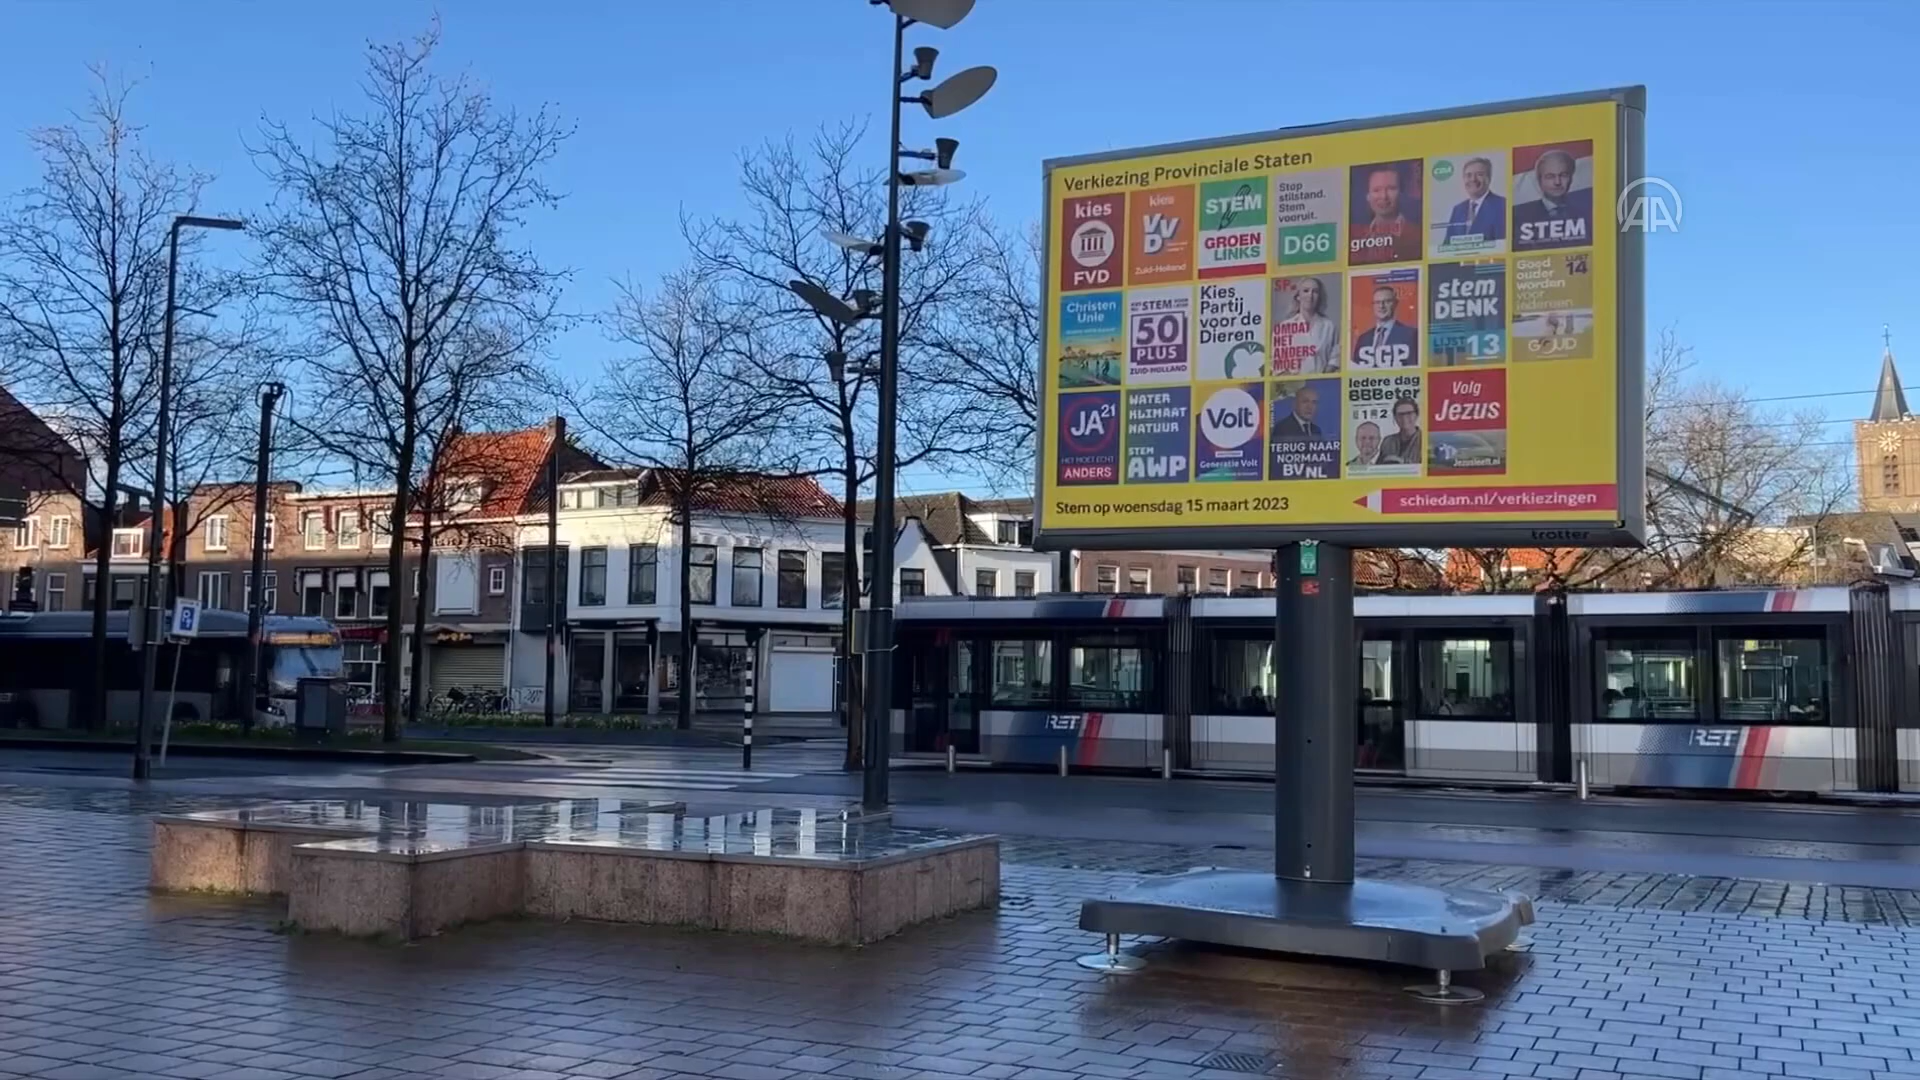 Verkiezing Provinciale Staten
kies
FVD
kies
VVD
Zuid-Holland
STEM
GROEN
LINKS
Stop
stilstand.
Stem
vooruit.
D66
groen
CDA
ZUID-HOLLAND
STEM
Christen
Unie
STEM
50
PLUS
ZUID-HOLLAND
Kies
Partij
voor de
Dieren
SP.
OMDAT
HET
ANDERS
MOET
SGP
stem
DENK
LIJST 13
Goed
ouder
worden
voor
iedereen
LIJST
14
GOUD
JA21
HET MOET ECHT
ANDERS
WATER
KLIMAAT
NATUUR
STEM
AWP
Volt
Generatie Volt
TERUG NAAR
NORMAAL
BVNL
Iedere dag
BBBeter
1 2
Volg
Jezus
Jezusleeft.nl
Stem op woensdag 15 maart 2023
schiedam.nl/verkiezingen
trotter
AA
P
RET
RET